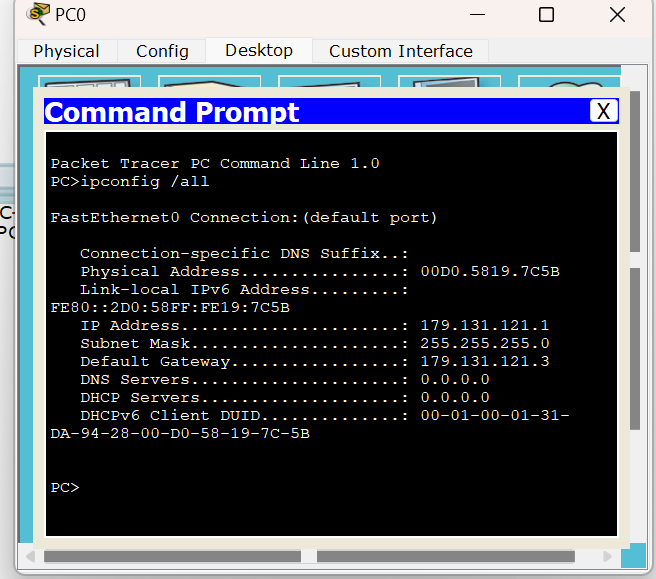 PC0
Physical Config Desktop Custom Interface
Command Prompt X
Packet Tracer PC Command Line 1.0
PC>ipconfig /all
FastEthernet0 Connection:(default port)
Connection-specific DNS Suffix..:
Physical Address................: 00D0.5819.7C5B
Link-local IPv6 Address.........:
FE80::2D0:58FF:FE19:7C5B
IP Address......................: 179.131.121.1
Subnet Mask.....................: 255.255.255.0
Default Gateway.................: 179.131.121.3
DNS Servers.....................: 0.0.0.0
DHCP Servers....................: 0.0.0.0
DHCPv6 Client DUID..............: 00-01-00-01-31-
DA-94-28-00-D0-58-19-7C-5B
PC>